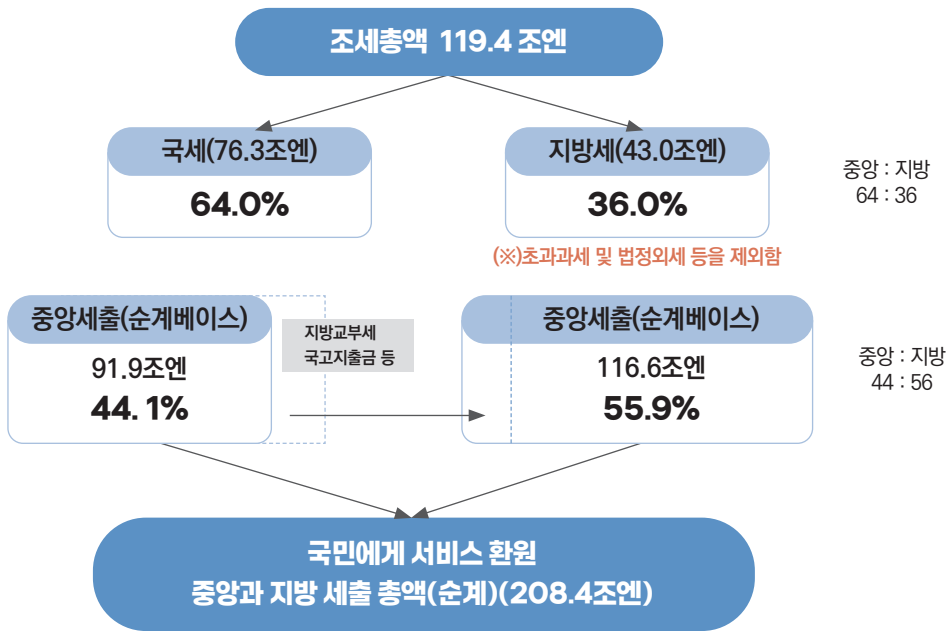 조세총액 119.4 조엔
국세(76.3조엔)
64.0%
지방세(43.0조엔)
36.0%
중앙 : 지방
64 : 36
(※)초과과세 및 법정외세 등을 제외함
중앙세출(순계베이스)
91.9조엔
44. 1%
지방교부세
국고지출금 등
중앙세출(순계베이스)
116.6조엔
55.9%
중앙 : 지방
44 : 56
국민에게 서비스 환원
중앙과 지방 세출 총액(순계)(208.4조엔)